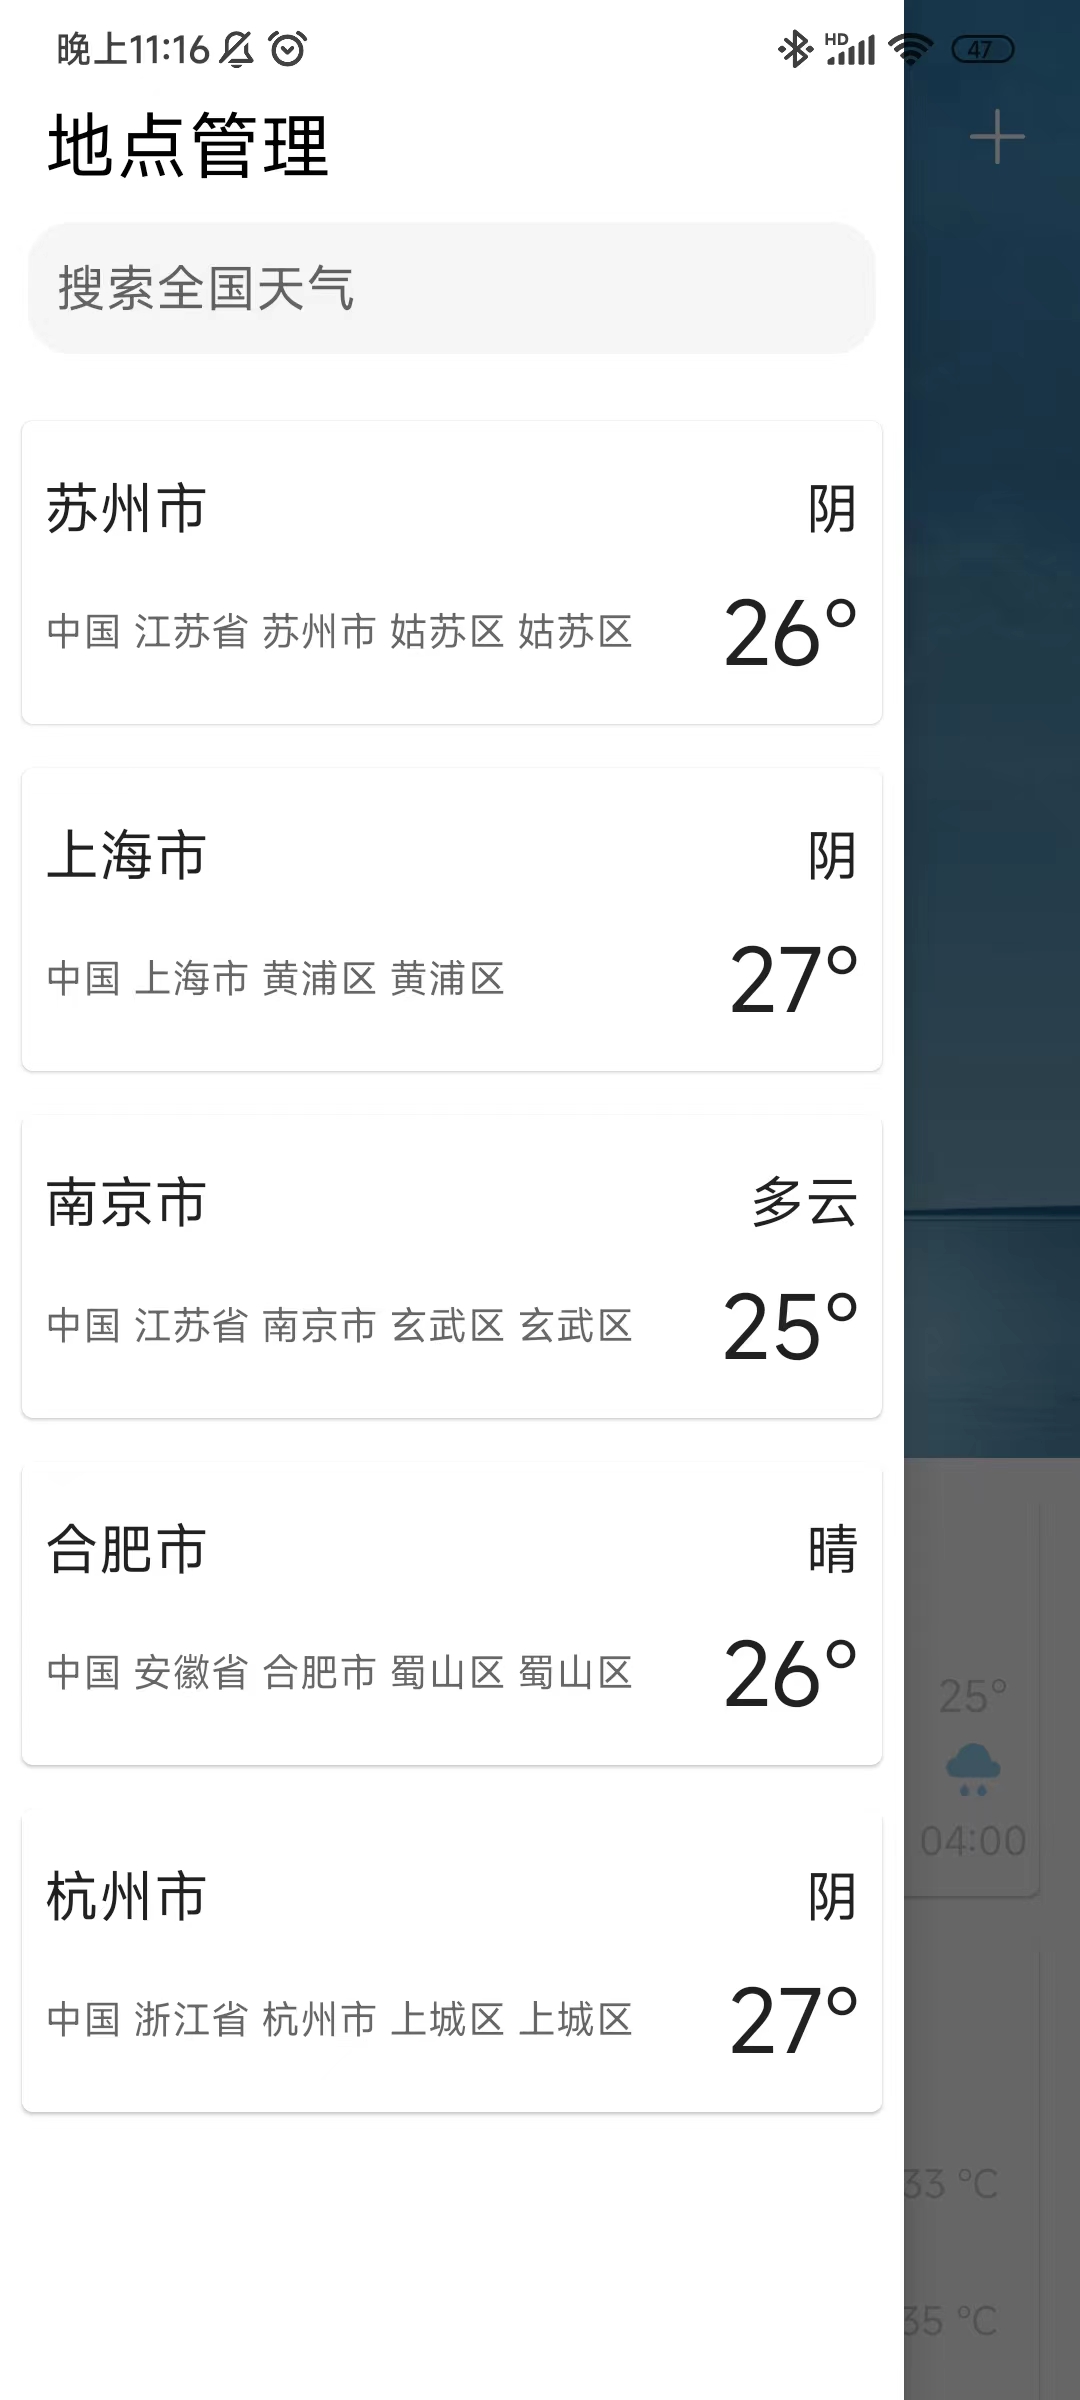 晚上11:16 HD 47
地点管理
搜索全国天气
苏州市 阴
中国 江苏省 苏州市 姑苏区 姑苏区 26°
上海市 阴
中国 上海市 黄浦区 黄浦区 27°
南京市 多云
中国 江苏省 南京市 玄武区 玄武区 25°
合肥市 晴
中国 安徽省 合肥市 蜀山区 蜀山区 26°
25°
04:00
杭州市 阴
中国 浙江省 杭州市 上城区 上城区 27°
33 °C
35 °C